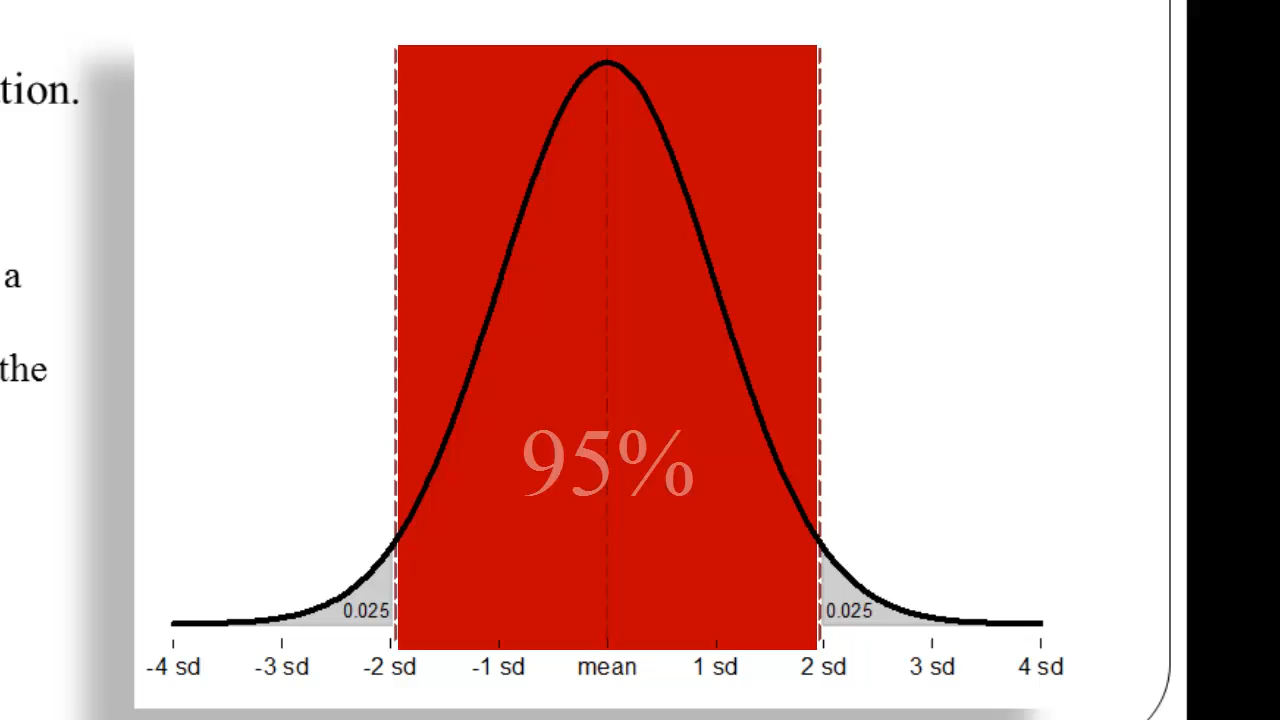 tion.
a
the
95%
0.025 0.025
-4 sd -3 sd -2 sd -1 sd mean 1 sd 2 sd 3 sd 4 sd